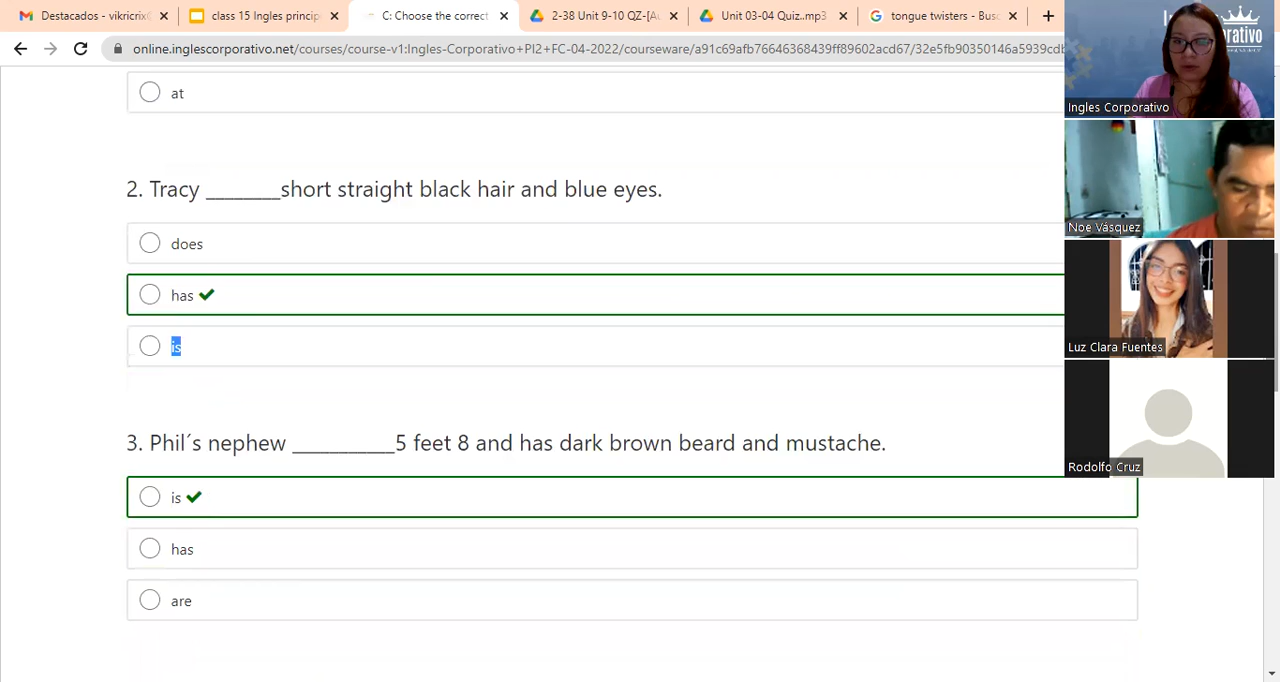 Destacados - vikricrix
class 15 Ingles princip
C: Choose the correct
2-38 Unit 9-10 QZ-[Au
Unit 03-04 Quiz..mp3
tongue twisters - Bus
online.inglescorporativo.net/courses/course-v1:Ingles-Corporativo+PI2+FC-04-2022/courseware/a91c69afb76646368439ff89602acd67/32e5fb90350146a5939cdb
at
2. Tracy ________short straight black hair and blue eyes.
does
has
is
3. Phil´s nephew ___________5 feet 8 and has dark brown beard and mustache.
is
has
are
Ingles Corporativo
Noe Vásquez
Luz Clara Fuentes
Rodolfo Cruz